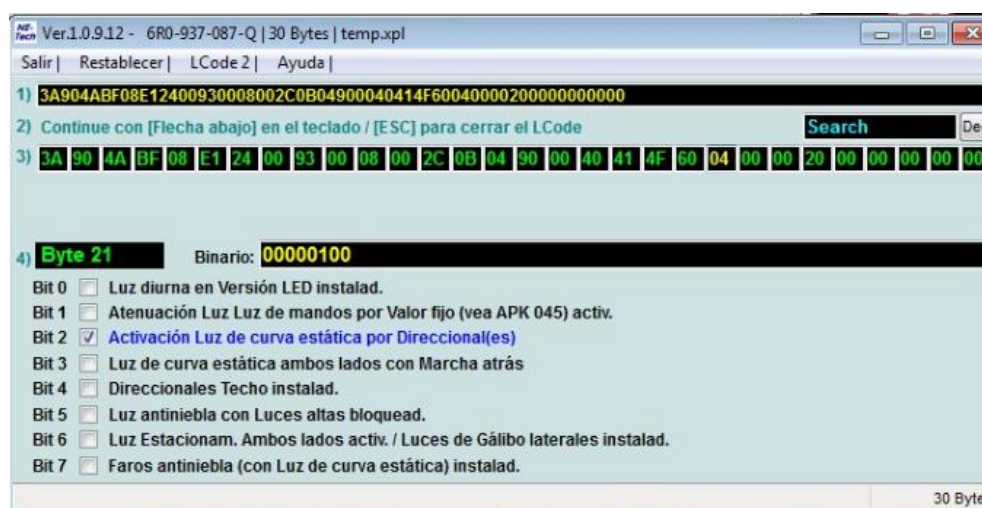 NE-Tech Ver.1.0.9.12 - 6R0-937-087-Q | 30 Bytes | temp.xpl
Salir | Restablecer | LCode 2 | Ayuda |
1) 3A904ABF08E12400930008002C0B04900040414F60040000200000000000
2) Continue con [Flecha abajo] en el teclado / [ESC] para cerrar el LCode Search De
3) 3A 90 4A BF 08 E1 24 00 93 00 08 00 2C 0B 04 90 00 40 41 4F 60 04 00 00 20 00 00 00 00 00
4) Byte 21 Binario: 00000100
Bit 0 Luz diurna en Versión LED instalad.
Bit 1 Atenuación Luz Luz de mandos por Valor fijo (vea APK 045) activ.
Bit 2 Activación Luz de curva estática por Direccional(es)
Bit 3 Luz de curva estática ambos lados con Marcha atrás
Bit 4 Direccionales Techo instalad.
Bit 5 Luz antiniebla con Luces altas bloquead.
Bit 6 Luz Estacionam. Ambos lados activ. / Luces de Gálibo laterales instalad.
Bit 7 Faros antiniebla (con Luz de curva estática) instalad.
30 Byte